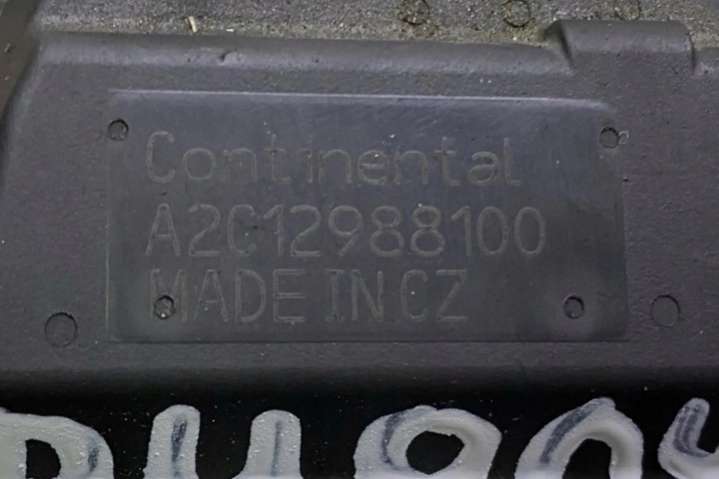 Continental
A2C12988100
MADE IN CZ